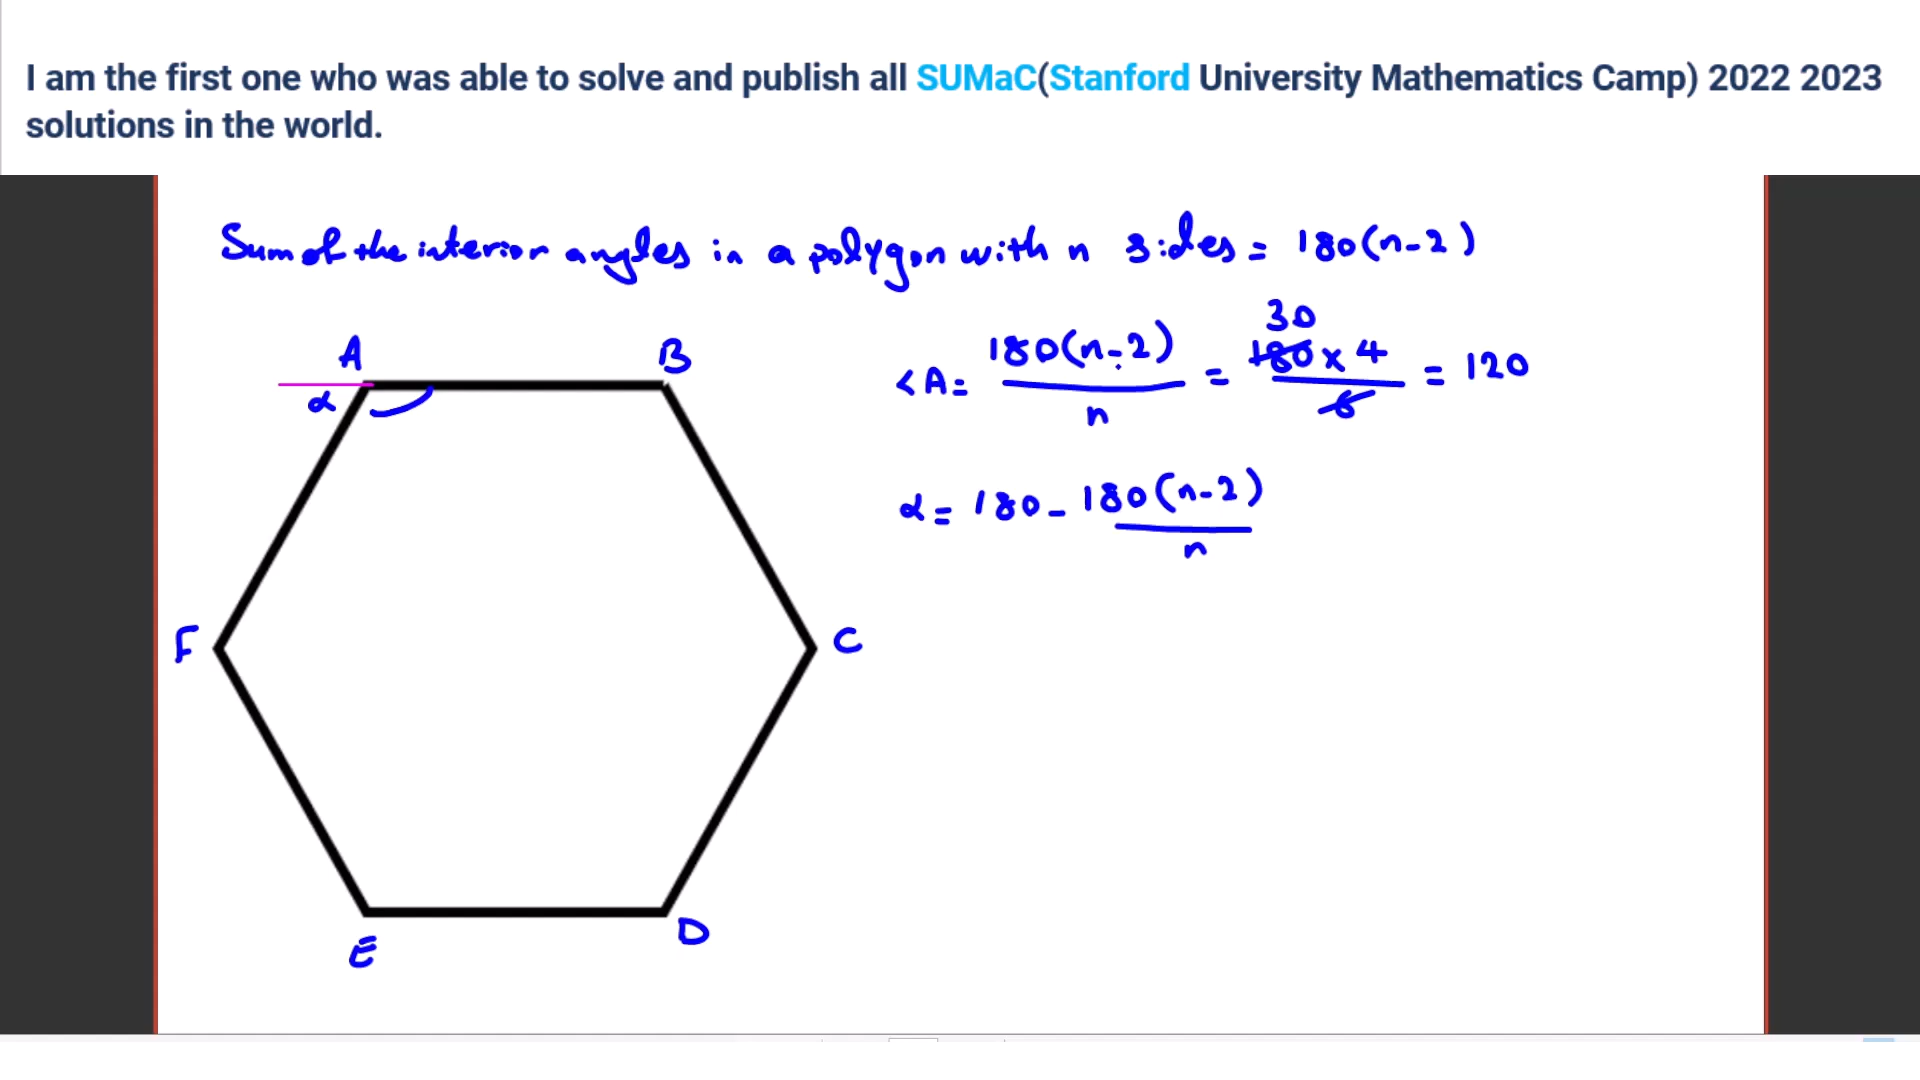 I am the first one who was able to solve and publish all SUMaC(Stanford University Mathematics Camp) 2022 2023
solutions in the world.
Sum of the interior angles in a polygon with n sides = 180(n-2)
A
B
α
<A = 180(n-2)/n = 30 180 x 4/6 = 120
α = 180 - 180(n-2)/n
F
C
E
D